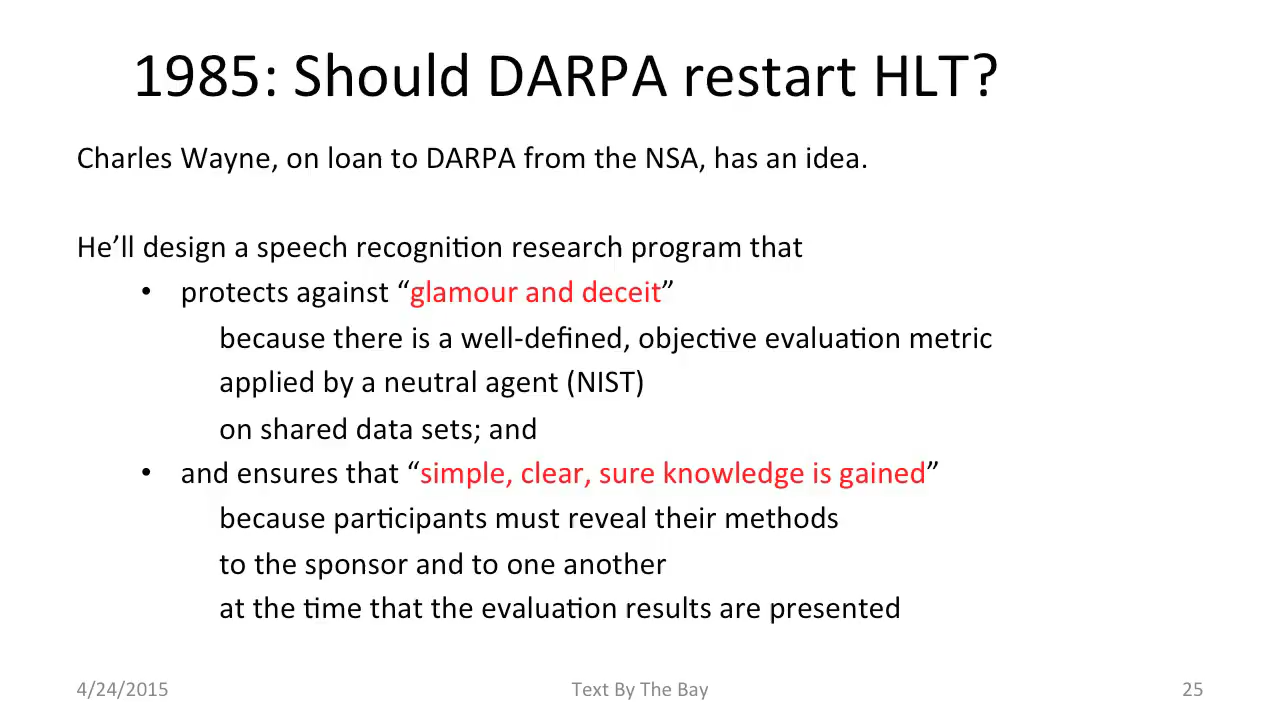 1985: Should DARPA restart HLT?
Charles Wayne, on loan to DARPA from the NSA, has an idea.
He’ll design a speech recognition research program that
• protects against “glamour and deceit”
because there is a well-defined, objective evaluation metric
applied by a neutral agent (NIST)
on shared data sets; and
• and ensures that “simple, clear, sure knowledge is gained”
because participants must reveal their methods
to the sponsor and to one another
at the time that the evaluation results are presented
4/24/2015 Text By The Bay 25